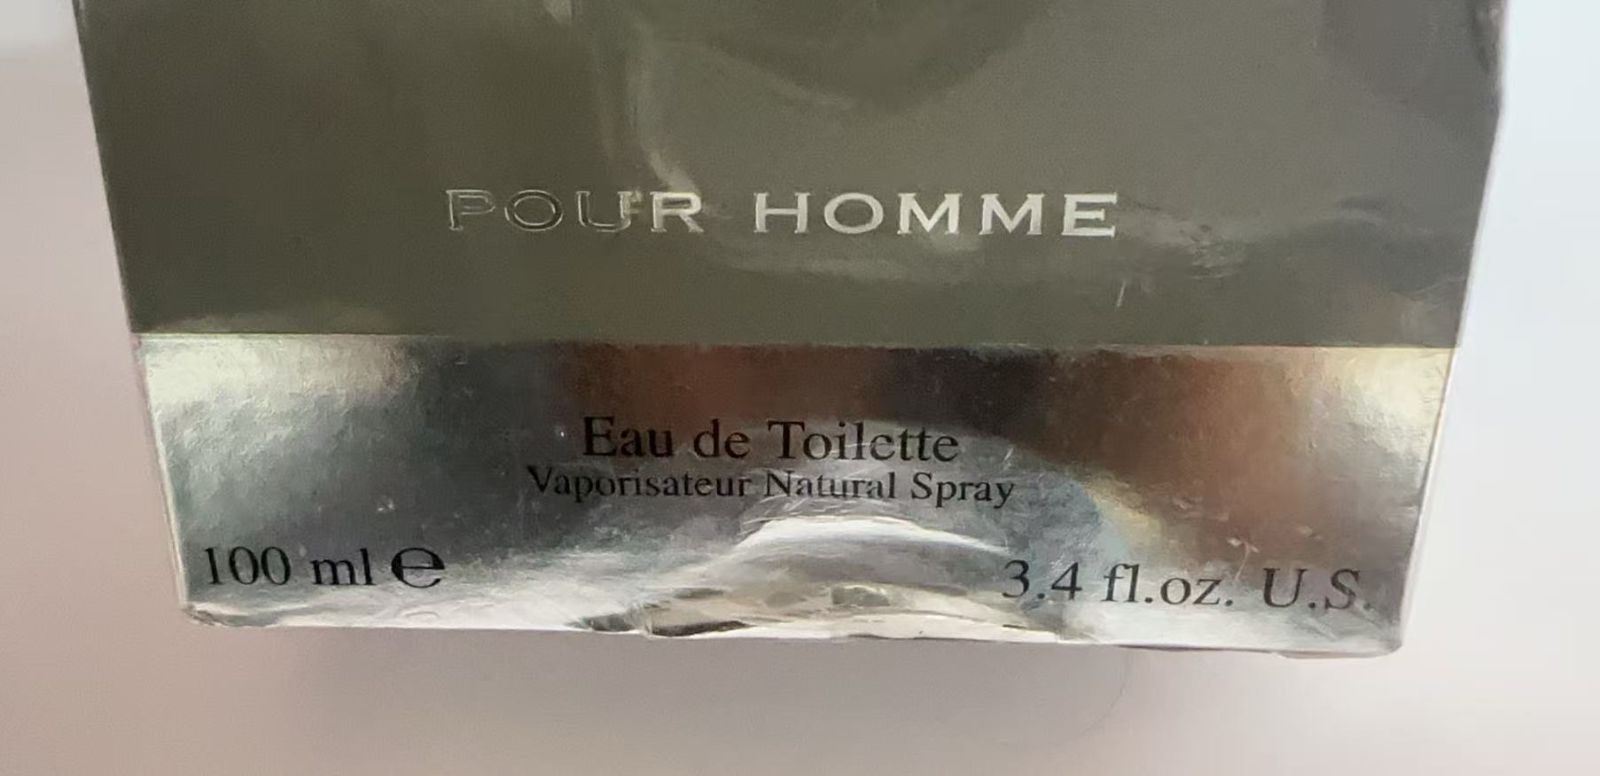 POUR HOMME
Eau de Toilette
Vaporisateur Natural Spray
100 ml ℮
3.4 fl.oz. U.S.